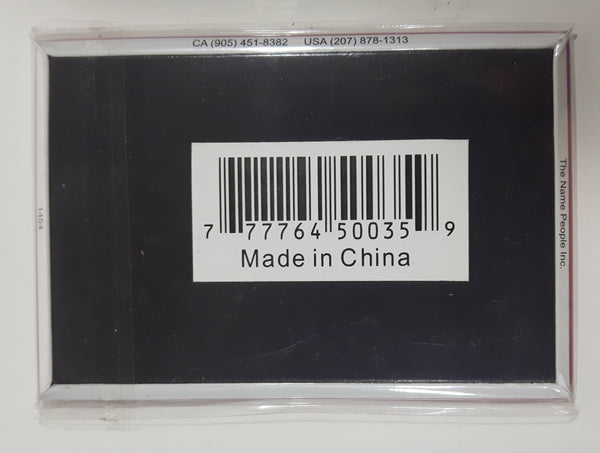 CA (905) 451-8382 USA (207) 878-1313
The Name People Inc.
1454
7 77764 50035 9
Made in China